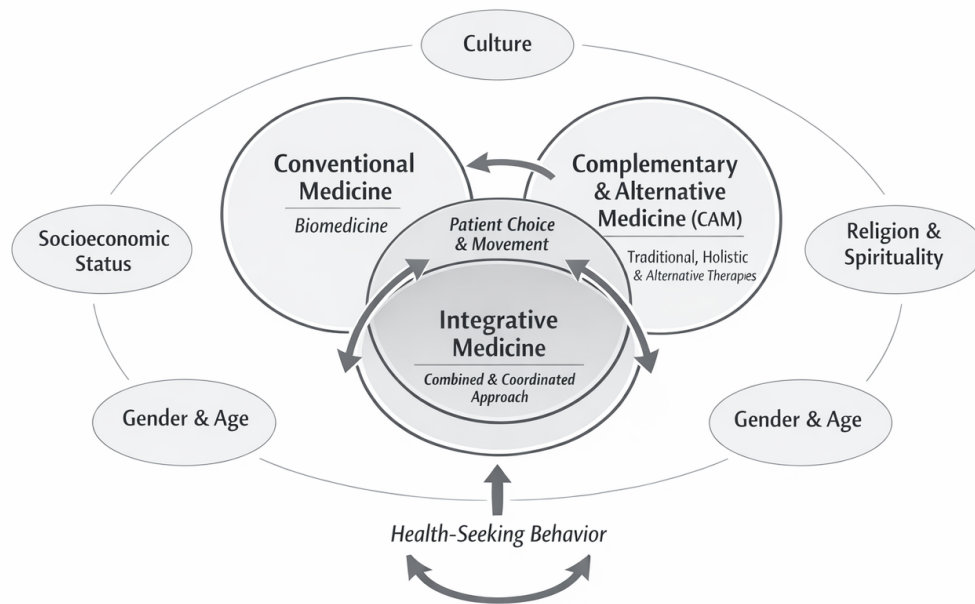 Culture
Conventional
Medicine
Biomedicine
Complementary
& Alternative
Medicine (CAM)
Traditional, Holistic
& Alternative Therapies
Patient Choice
& Movement
Socioeconomic
Status
Religion &
Spirituality
Integrative
Medicine
Combined & Coordinated
Approach
Gender & Age
Gender & Age
Health-Seeking Behavior